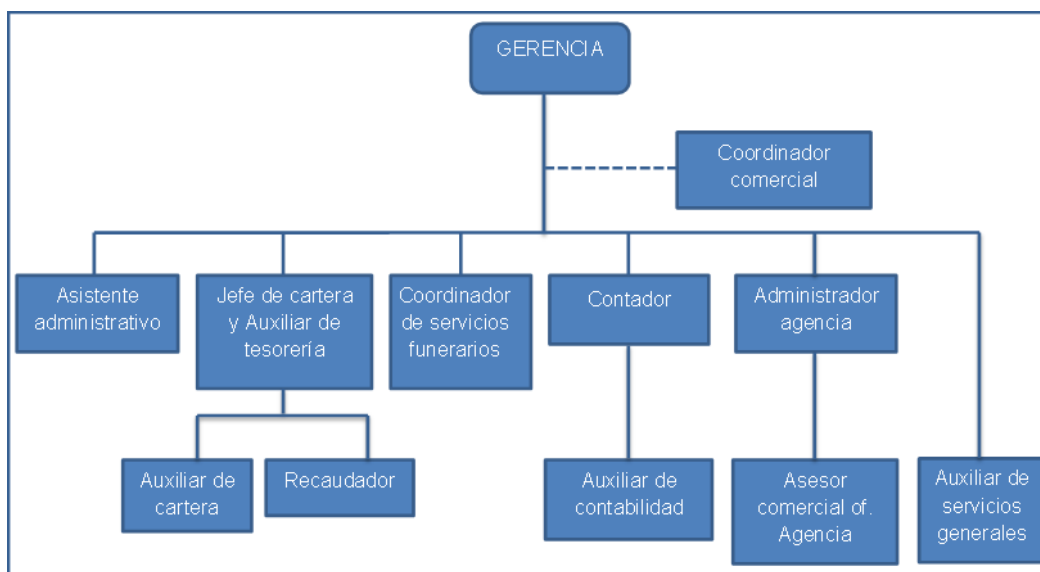 GERENCIA
Coordinador
comercial
Asistente
administrativo
Jefe de cartera
y Auxiliar de
tesorería
Coordinador
de servicios
funerarios
Contador
Administrador
agencia
Auxiliar de
cartera
Recaudador
Auxiliar de
contabilidad
Asesor
comercial of.
Agencia
Auxiliar de
servicios
generales